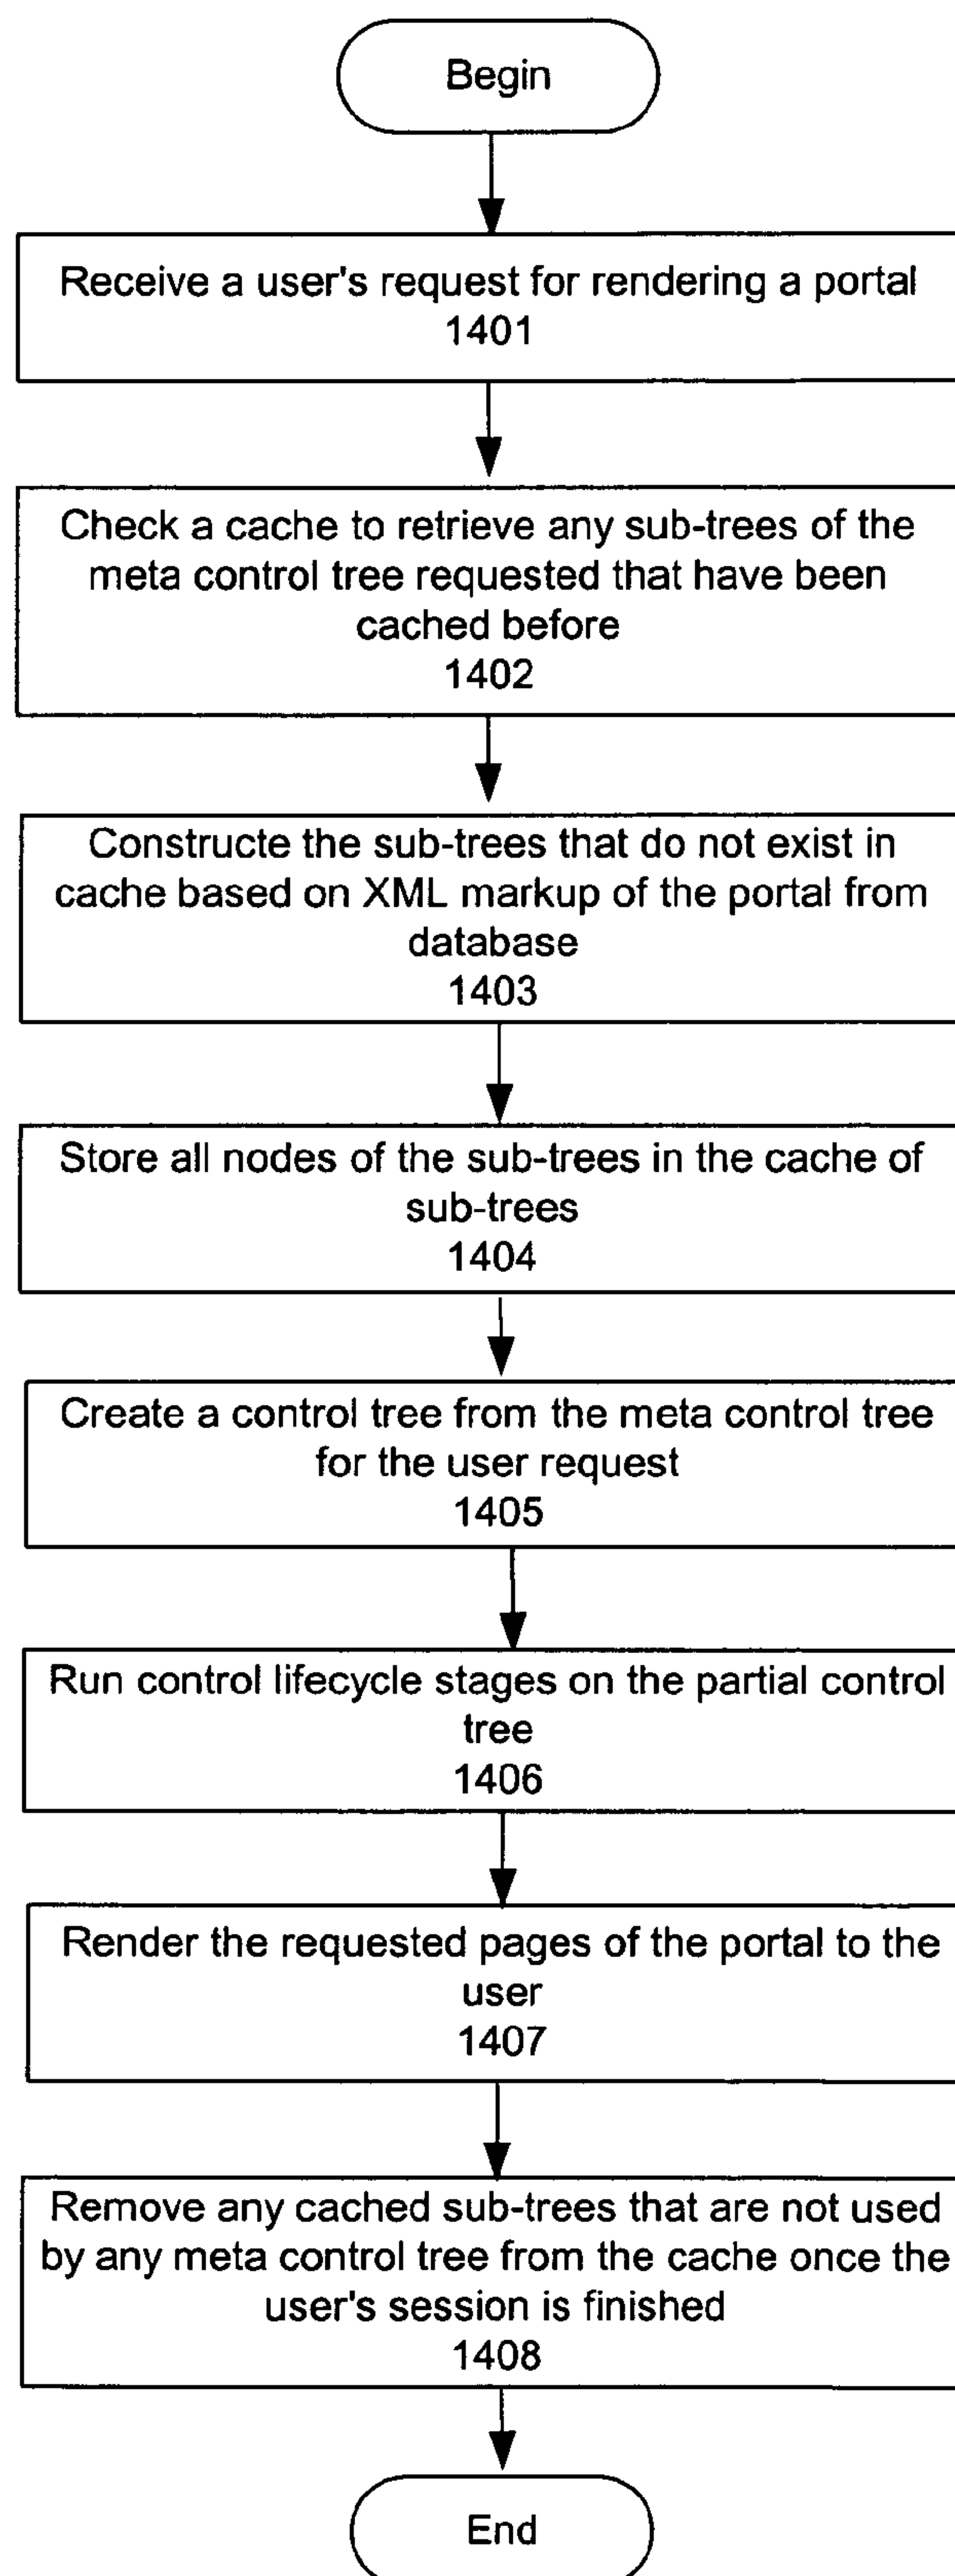 Begin
Receive a user's request for rendering a portal
1401
Check a cache to retrieve any sub-trees of the
meta control tree requested that have been
cached before
1402
Constructe the sub-trees that do not exist in
cache based on XML markup of the portal from
database
1403
Store all nodes of the sub-trees in the cache of
sub-trees
1404
Create a control tree from the meta control tree
for the user request
1405
Run control lifecycle stages on the partial control
tree
1406
Render the requested pages of the portal to the
user
1407
Remove any cached sub-trees that are not used
by any meta control tree from the cache once the
user's session is finished
1408
End